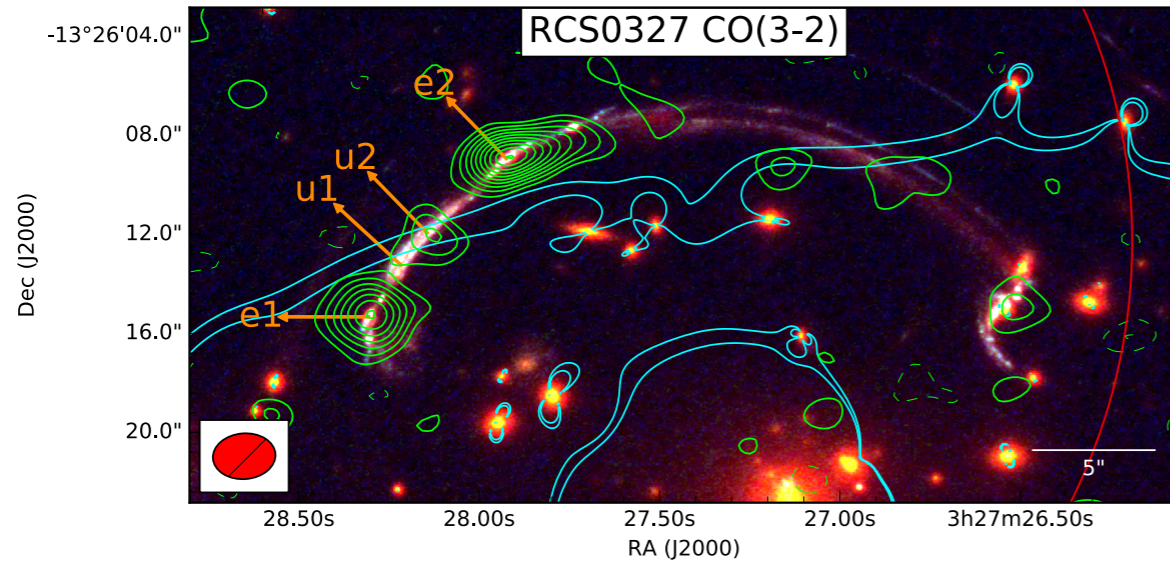 RCS0327 CO(3-2)
-13°26'04.0"
08.0"
12.0"
16.0"
20.0"
Dec (J2000)
e2
u2
u1
e1
5"
28.50s
28.00s
27.50s
27.00s
3h27m26.50s
RA (J2000)